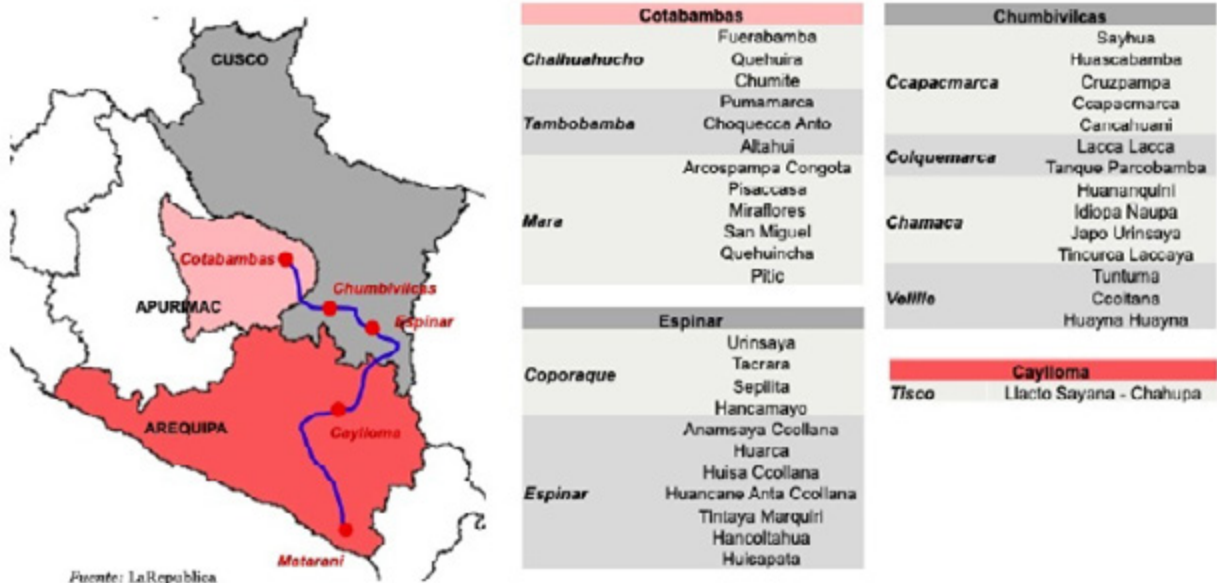 CUSCO
Cotabambas
Chumbivilcas
APURIMAC
Espinar
AREQUIPA
Caylloma
Matarani
Fuente: LaRepublica
Cotabambas
Chalhuahucho
Fuerabamba
Quehuira
Chumite
Tambobamba
Pumamarca
Choquecca Anto
Altahui
Mara
Arcospampa Congota
Pisaccasa
Miraflores
San Miguel
Quehuincha
Pitic
Espinar
Coporaque
Urinsaya
Tacrara
Sepillta
Hancamayo
Espinar
Anamsaya Ccollana
Huarca
Huisa Ccollana
Huancane Anta Ccollana
Tintaya Marquiri
Hancollahua
Huisapata
Chumbivilcas
Ccapacmarca
Sayhua
Huascabamba
Cruzpampa
Ccapacmarca
Cancahuani
Colquemarca
Lacca Lacca
Tanque Parcobamba
Chamaca
Huananquini
Idiopa Naupa
Japo Urinsaya
Tincurca Laccaya
Velille
Tuntuma
Ccoltana
Huayna Huayna
Caylloma
Tisco
Llacto Sayana - Chahupa